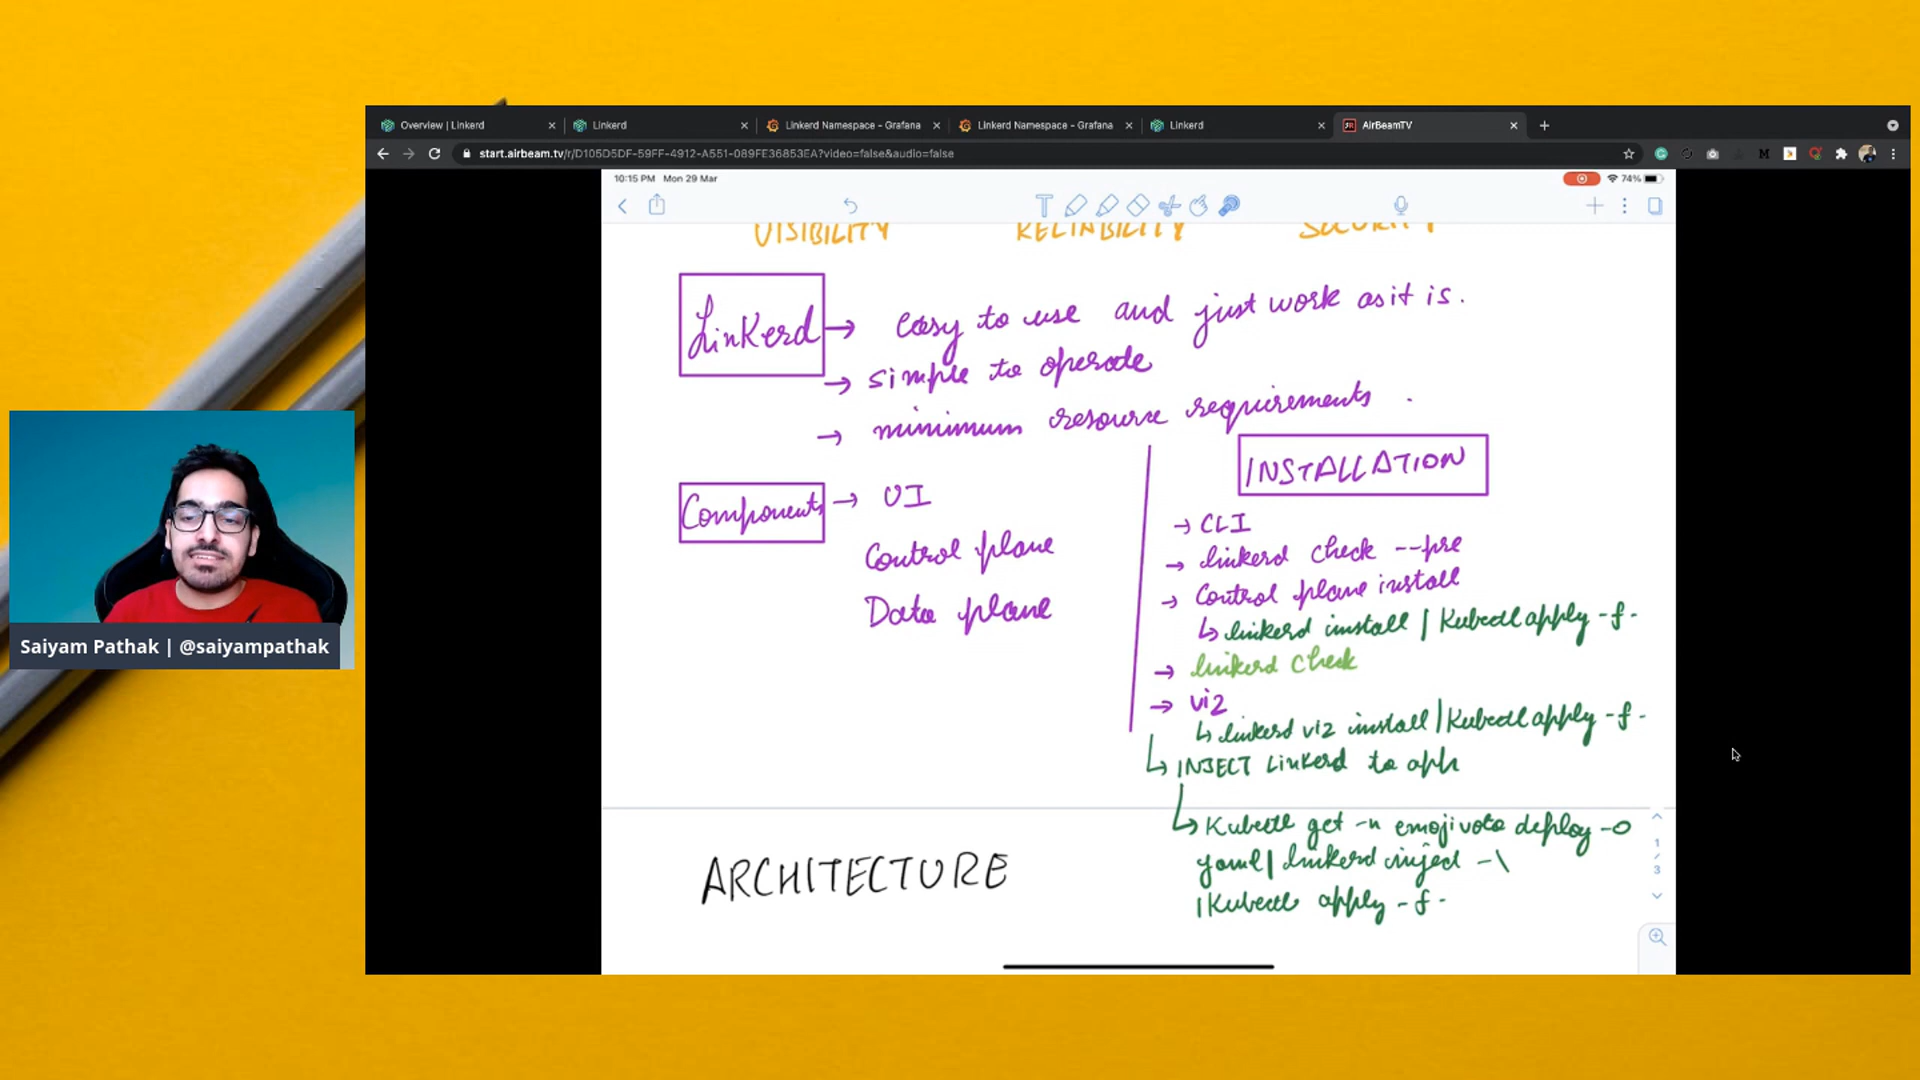 Overview | Linkerd
Linkerd
Linkerd Namespace - Grafana
Linkerd Namespace - Grafana
Linkerd
AirBeamTV
start.airbeam.tv/r/D105D5DF-59FF-4912-A551-089FE36853EA?video=false&audio=false
10:15 PM Mon 29 Mar
74%
VISIBILITY RELIABILITY SECURITY
Linkerd → easy to use and just work as it is.
→ simple to operate
→ minimum resource requirements.
INSTALLATION
Components → UI
Control plane
Data plane
→ CLI
→ linkerd check --pre
→ Control plane install
↳ linkerd install | Kubectl apply -f -
→ linkerd check
→ viz
↳ linkerd viz install | Kubectl apply -f -
↳ INJECT Linkerd to
↳ Kubectl get -n emojivoto deploy -o
yaml | linkerd inject - \
| Kubectl apply -f -
ARCHITECTURE
1
/
3
Saiyam Pathak | @saiyampathak